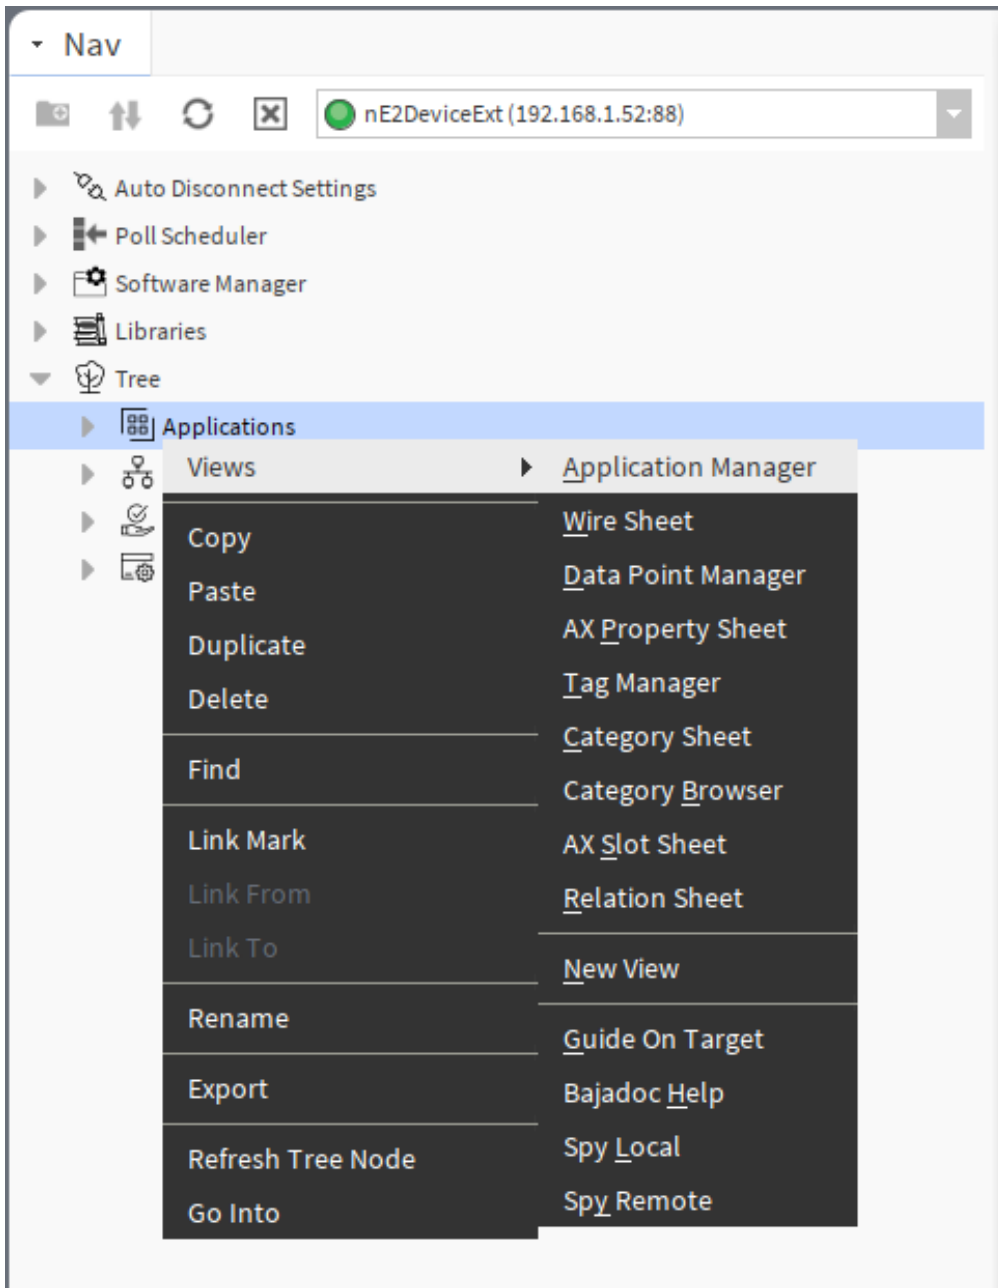 Nav
nE2DeviceExt (192.168.1.52:88)
Auto Disconnect Settings
Poll Scheduler
Software Manager
Libraries
Tree
Applications
Views
Copy
Paste
Duplicate
Delete
Find
Link Mark
Link From
Link To
Rename
Export
Refresh Tree Node
Go Into
Application Manager
Wire Sheet
Data Point Manager
AX Property Sheet
Tag Manager
Category Sheet
Category Browser
AX Slot Sheet
Relation Sheet
New View
Guide On Target
Bajadoc Help
Spy Local
Spy Remote